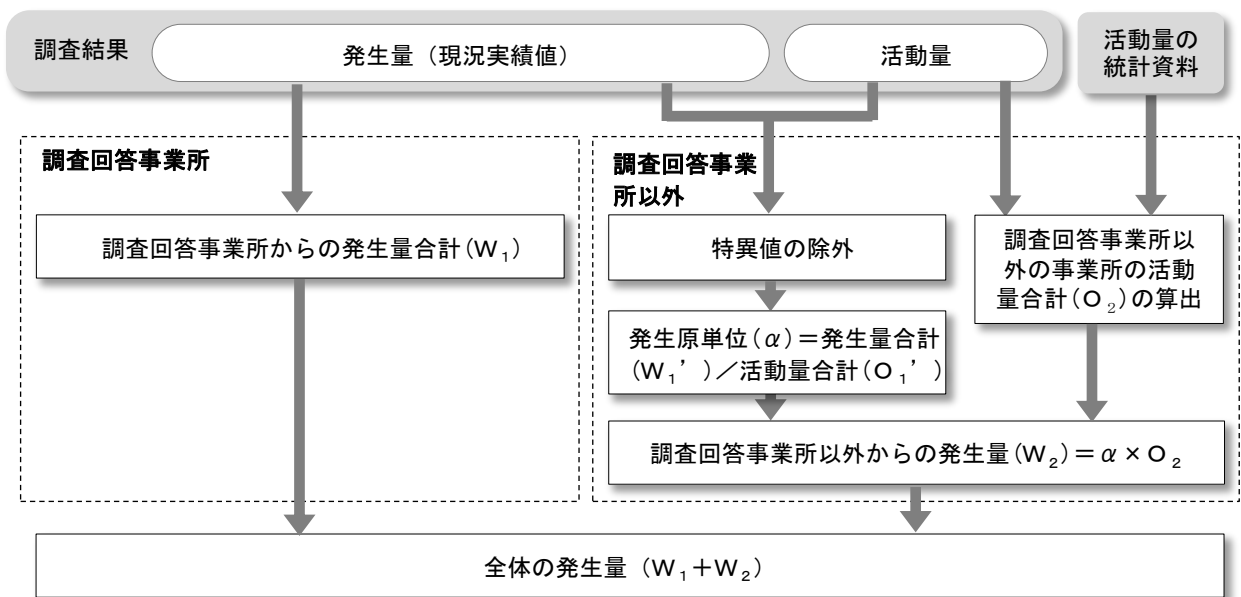 調査結果
発生量（現況実績値）
活動量
活動量の
統計資料
調査回答事業所
調査回答事業所からの発生量合計(W₁)
調査回答事業
所以外
特異値の除外
発生原単位(α)＝発生量合計
(W₁’)／活動量合計(O₁’)
調査回答事業所以
外の事業所の活動
量合計(O₂)の算出
調査回答事業所以外からの発生量(W₂)＝α×O₂
全体の発生量（W₁＋W₂）